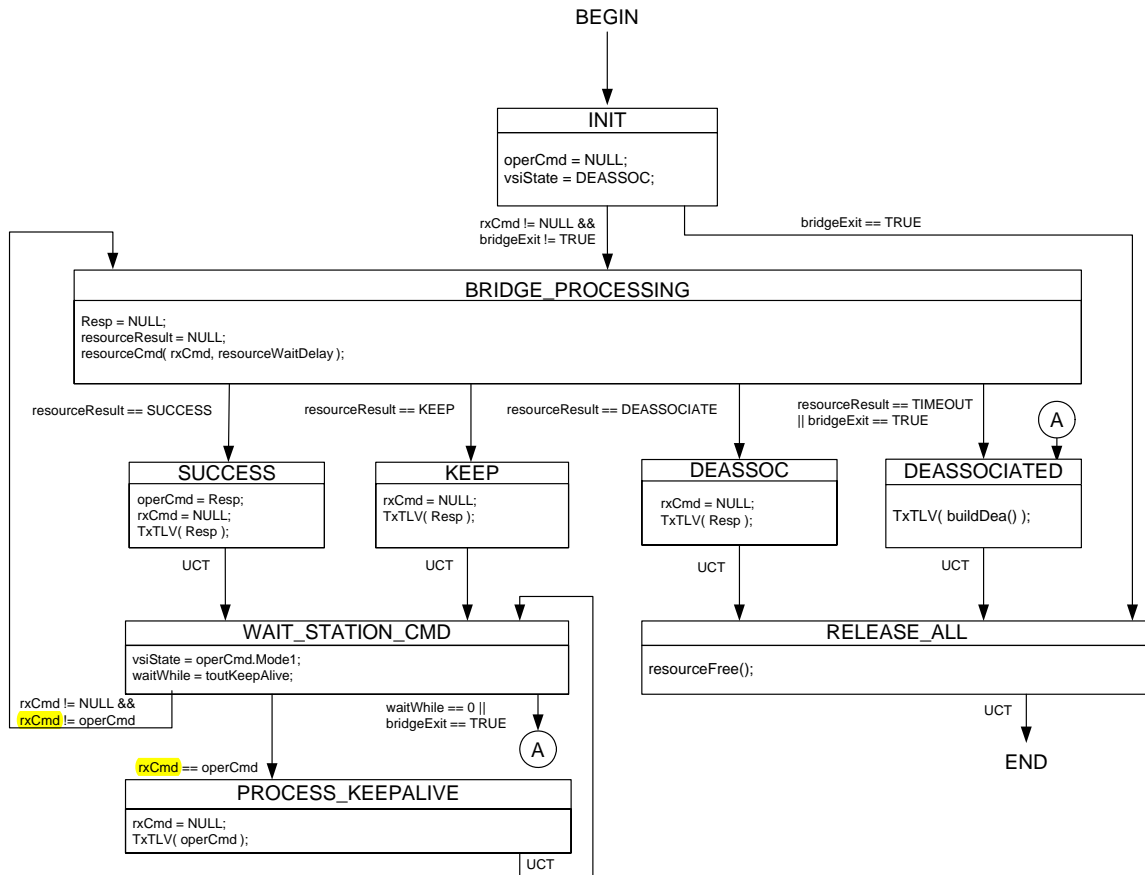 BEGIN
INIT
operCmd = NULL;
vsiState = DEASSOC;
rxCmd != NULL &&
bridgeExit != TRUE
bridgeExit == TRUE
BRIDGE_PROCESSING
Resp = NULL;
resourceResult = NULL;
resourceCmd( rxCmd, resourceWaitDelay );
resourceResult == SUCCESS
resourceResult == KEEP
resourceResult == DEASSOCIATE
resourceResult == TIMEOUT
|| bridgeExit == TRUE
A
SUCCESS
operCmd = Resp;
rxCmd = NULL;
TxTLV( Resp );
KEEP
rxCmd = NULL;
TxTLV( Resp );
DEASSOC
rxCmd = NULL;
TxTLV( Resp );
DEASSOCIATED
TxTLV( buildDea() );
UCT
UCT
UCT
UCT
WAIT_STATION_CMD
vsiState = operCmd.Mode1;
waitWhile = toutKeepAlive;
RELEASE_ALL
resourceFree();
rxCmd != NULL &&
rxCmd != operCmd
waitWhile == 0 ||
bridgeExit == TRUE
A
UCT
END
rxCmd == operCmd
PROCESS_KEEPALIVE
rxCmd = NULL;
TxTLV( operCmd );
UCT